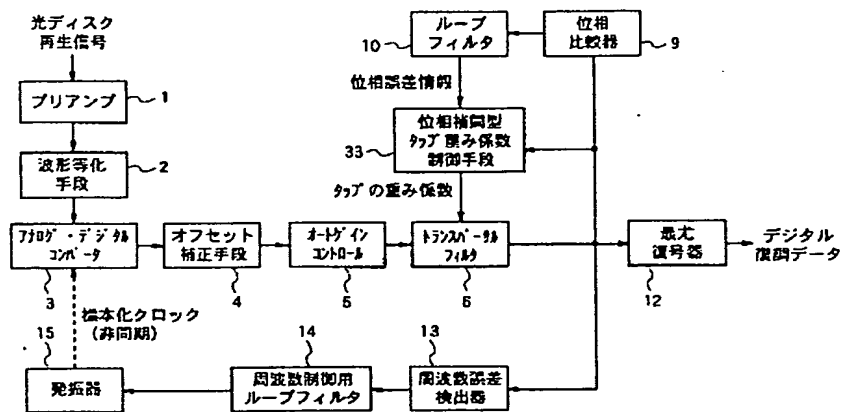 光ディスク
再生信号
プリアンプ
1
波形等化
手段
2
アナログ・デジタル
コンバータ
3
オフセット
補正手段
4
オートゲイン
コントロール
5
トランスバーサル
フィルタ
6
ループ
フィルタ
10
位相
比較器
9
位相誤差情報
位相補間型
タップ重み係数
制御手段
33
タップの重み係数
最尤
復号器
12
デジタル
復調データ
標本化クロック
(非同期)
15
発振器
14
周波数制御用
ループフィルタ
13
周波数誤差
検出器